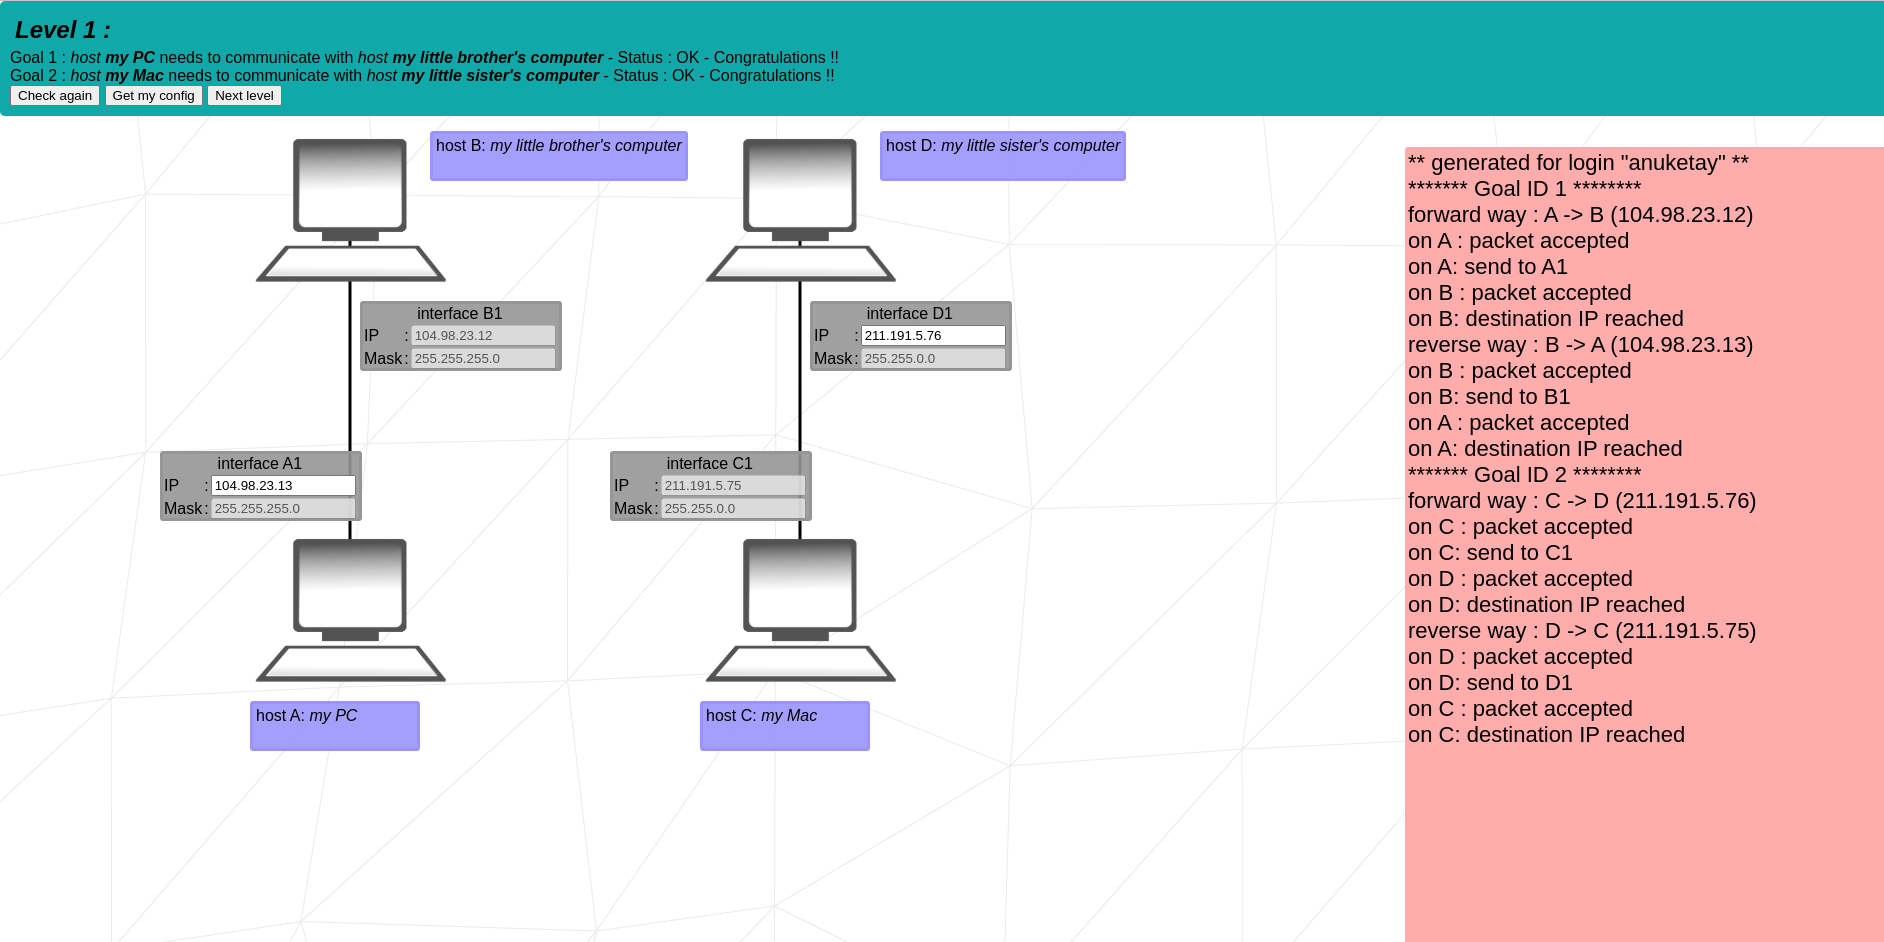 Level 1 :
Goal 1 : host my PC needs to communicate with host my little brother's computer - Status : OK - Congratulations !!
Goal 2 : host my Mac needs to communicate with host my little sister's computer - Status : OK - Congratulations !!
Check again Get my config Next level
host B: my little brother's computer
host D: my little sister's computer
interface B1
IP : 104.98.23.12
Mask : 255.255.255.0
interface D1
IP : 211.191.5.76
Mask : 255.255.0.0
interface A1
IP : 104.98.23.13
Mask : 255.255.255.0
interface C1
IP : 211.191.5.75
Mask : 255.255.0.0
host A: my PC
host C: my Mac
** generated for login "anuketay" **
******* Goal ID 1 ********
forward way : A -> B (104.98.23.12)
on A : packet accepted
on A: send to A1
on B : packet accepted
on B: destination IP reached
reverse way : B -> A (104.98.23.13)
on B : packet accepted
on B: send to B1
on A : packet accepted
on A: destination IP reached
******* Goal ID 2 ********
forward way : C -> D (211.191.5.76)
on C : packet accepted
on C: send to C1
on D : packet accepted
on D: destination IP reached
reverse way : D -> C (211.191.5.75)
on D : packet accepted
on D: send to D1
on C : packet accepted
on C: destination IP reached